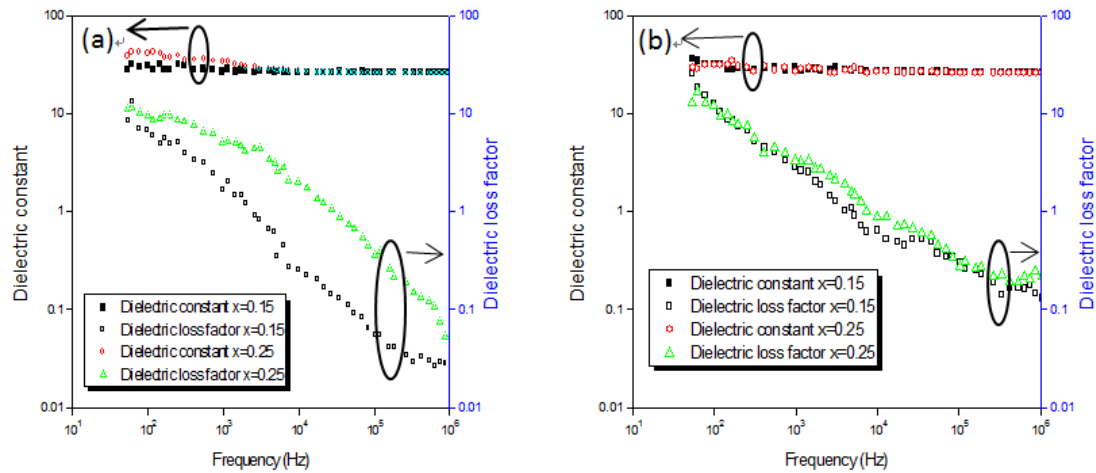 (a)
100
10
1
0.1
0.01
Dielectric constant
100
10
1
0.1
0.01
Dielectric loss factor
Dielectric constant x=0.15
Dielectric loss factor x=0.15
Dielectric constant x=0.25
Dielectric loss factor x=0.25
10¹ 10² 10³ 10⁴ 10⁵ 10⁶
Frequency (Hz)
(b)
100
10
1
0.1
0.01
Dielectric constant
100
10
1
0.1
0.01
Dielectric loss factor
Dielectric constant x=0.15
Dielectric loss factor x=0.15
Dielectric constant x=0.25
Dielectric loss factor x=0.25
10¹ 10² 10³ 10⁴ 10⁵ 10⁶
Frequency (Hz)